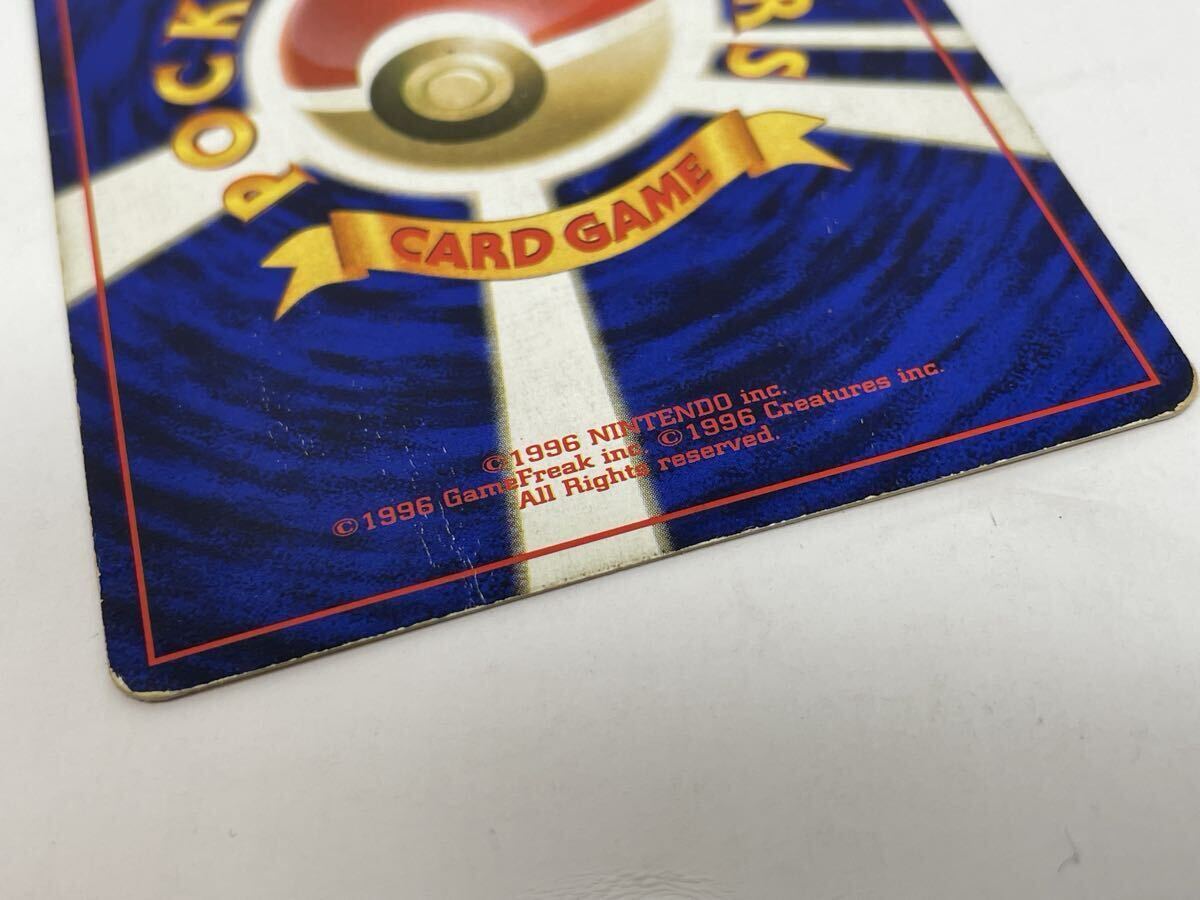 POCK
RS
CARD GAME
©1996 NINTENDO inc.
©1996 GameFreak inc ©1996 Creatures inc.
All Rights reserved.